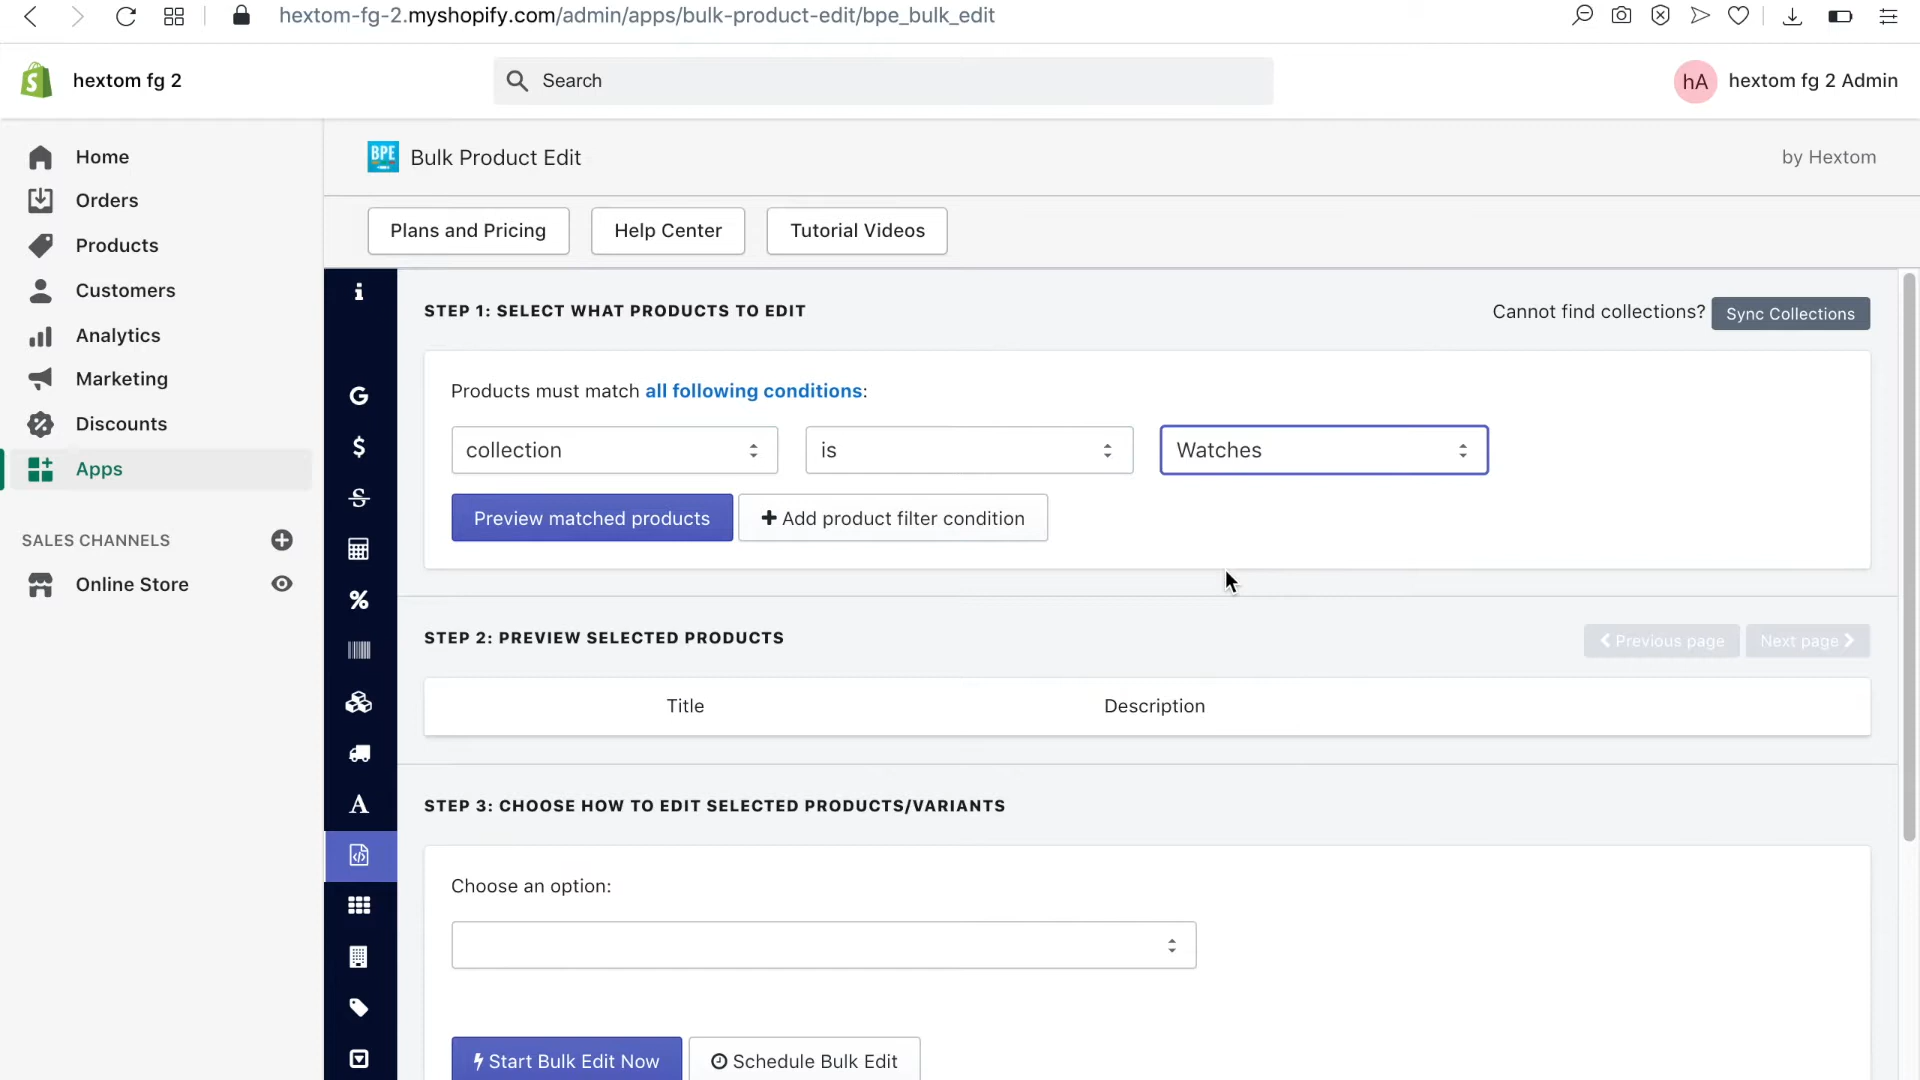 hextom-fg-2.myshopify.com/admin/apps/bulk-product-edit/bpe_bulk_edit
hextom fg 2
Search
hA
hextom fg 2 Admin
Home
Orders
Products
Customers
Analytics
Marketing
Discounts
Apps
SALES CHANNELS
Online Store
BPE
Bulk Product Edit
by Hextom
Plans and Pricing
Help Center
Tutorial Videos
STEP 1: SELECT WHAT PRODUCTS TO EDIT
Cannot find collections?
Sync Collections
Products must match all following conditions:
collection
is
Watches
Preview matched products
Add product filter condition
STEP 2: PREVIEW SELECTED PRODUCTS
Previous page
Next page
Title
Description
STEP 3: CHOOSE HOW TO EDIT SELECTED PRODUCTS/VARIANTS
Choose an option:
Start Bulk Edit Now
Schedule Bulk Edit